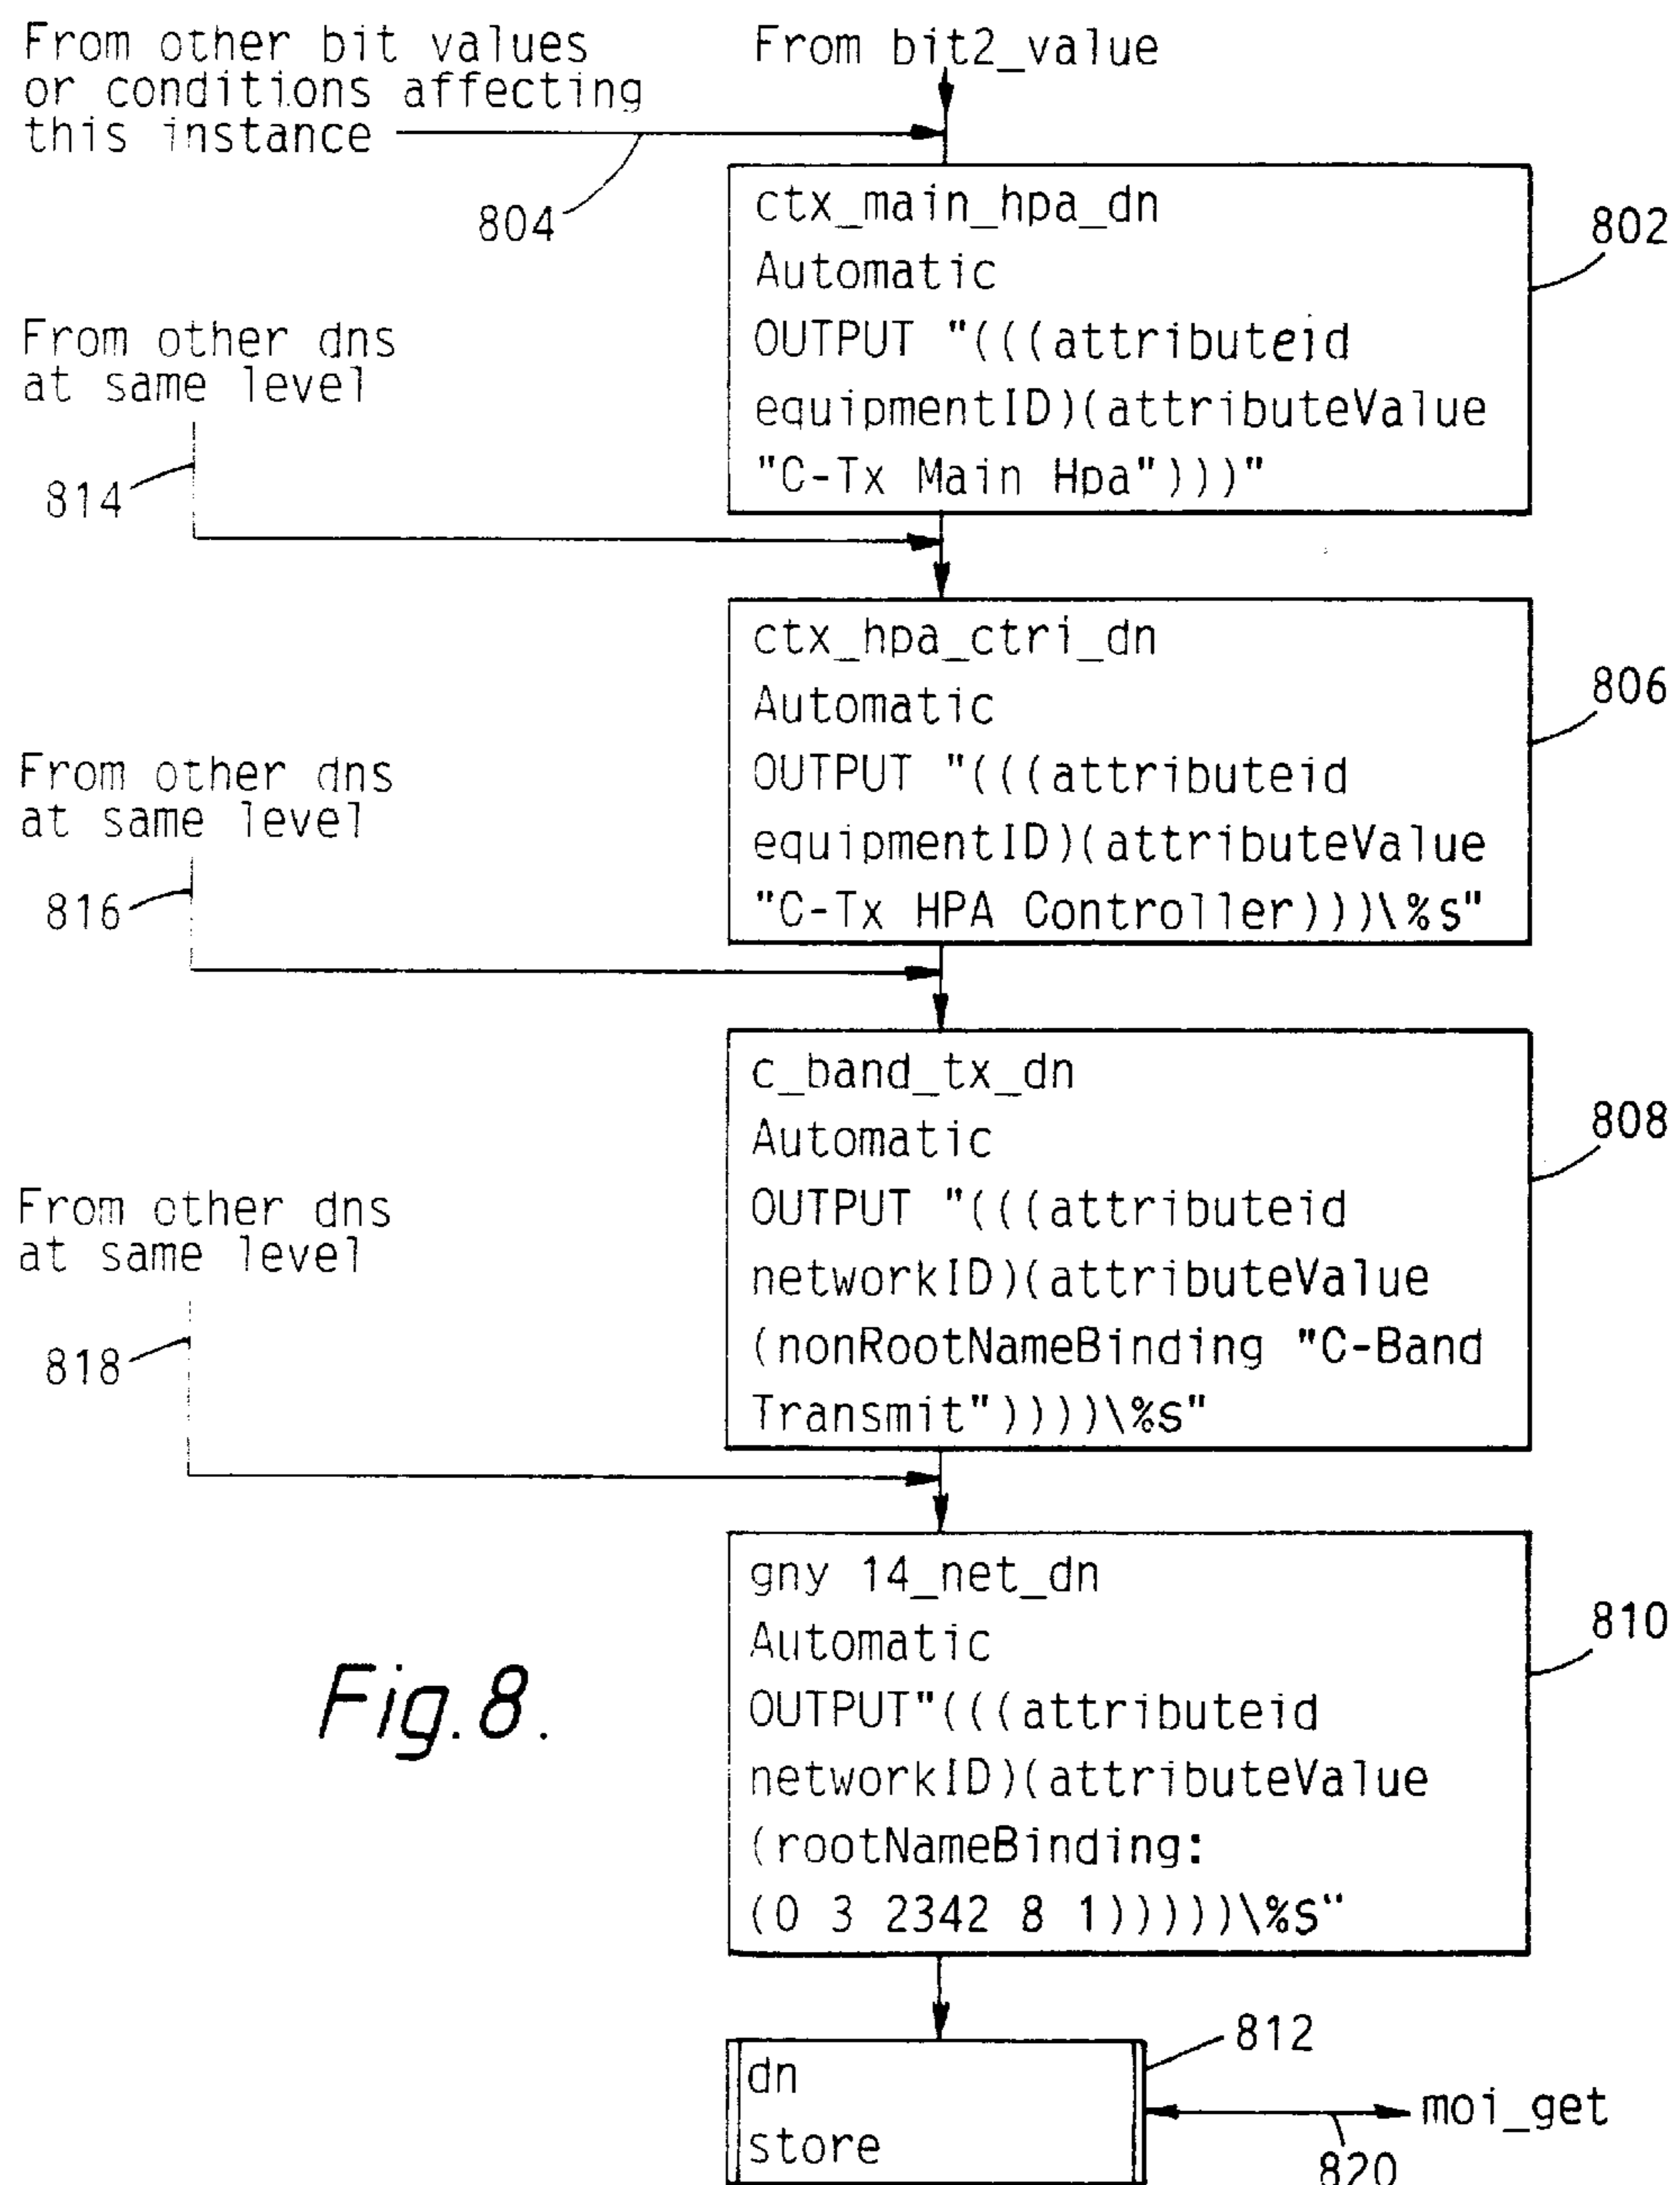 From other bit values
or conditions affecting
this instance
804
From bit2_value
ctx_main_hpa_dn
Automatic
OUTPUT "(((attributeid
equipmentID)(attributeValue
"C-Tx Main Hpa")))"
802
From other dns
at same level
814
ctx_hpa_ctri_dn
Automatic
OUTPUT "(((attributeid
equipmentID)(attributeValue
"C-Tx HPA Controller)))\%s"
806
From other dns
at same level
816
c_band_tx_dn
Automatic
OUTPUT "(((attributeid
networkID)(attributeValue
(nonRootNameBinding "C-Band
Transmit"))))\%s"
808
From other dns
at same level
818
gny 14_net_dn
Automatic
OUTPUT"(((attributeid
networkID)(attributeValue
(rootNameBinding:
(0 3 2342 8 1)))))\%s"
810
Fig.8.
dn
store
812
moi_get
820